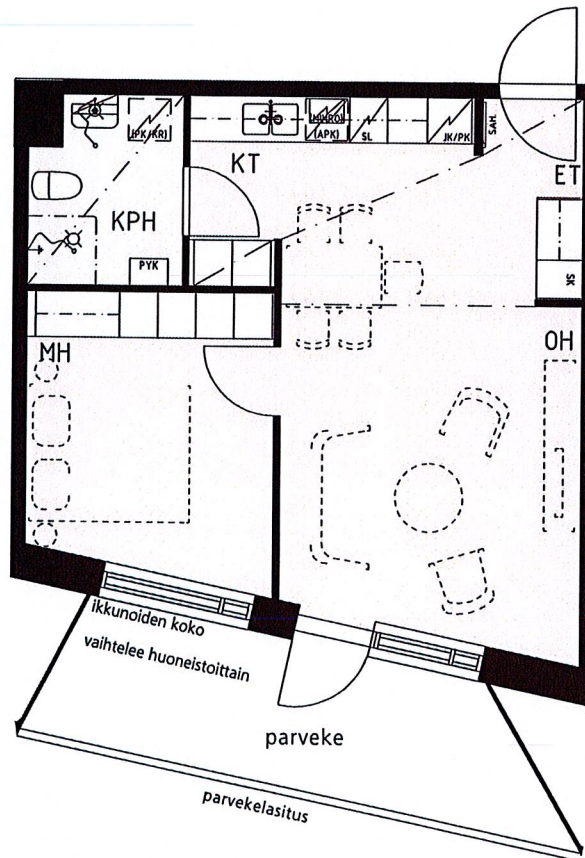 (PK/KR)
(MIKRO)
(APK)
SL
JK/PK
SÄH.
KT
ET
KPH
PYK
SK
MH
OH
ikkunoiden koko
vaihtelee huoneistoittain
parveke
parvekelasitus